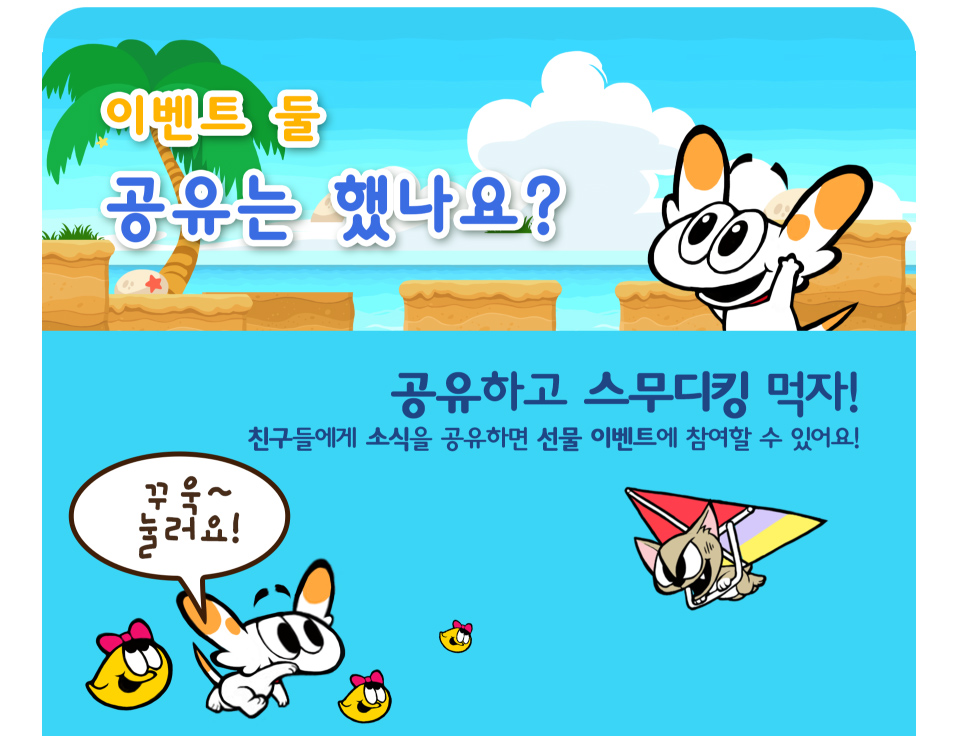 이벤트 둘
공유는 했나요?
공유하고 스무디킹 먹자!
친구들에게 소식을 공유하면 선물 이벤트에 참여할 수 있어요!
꾸욱~
눌러요!